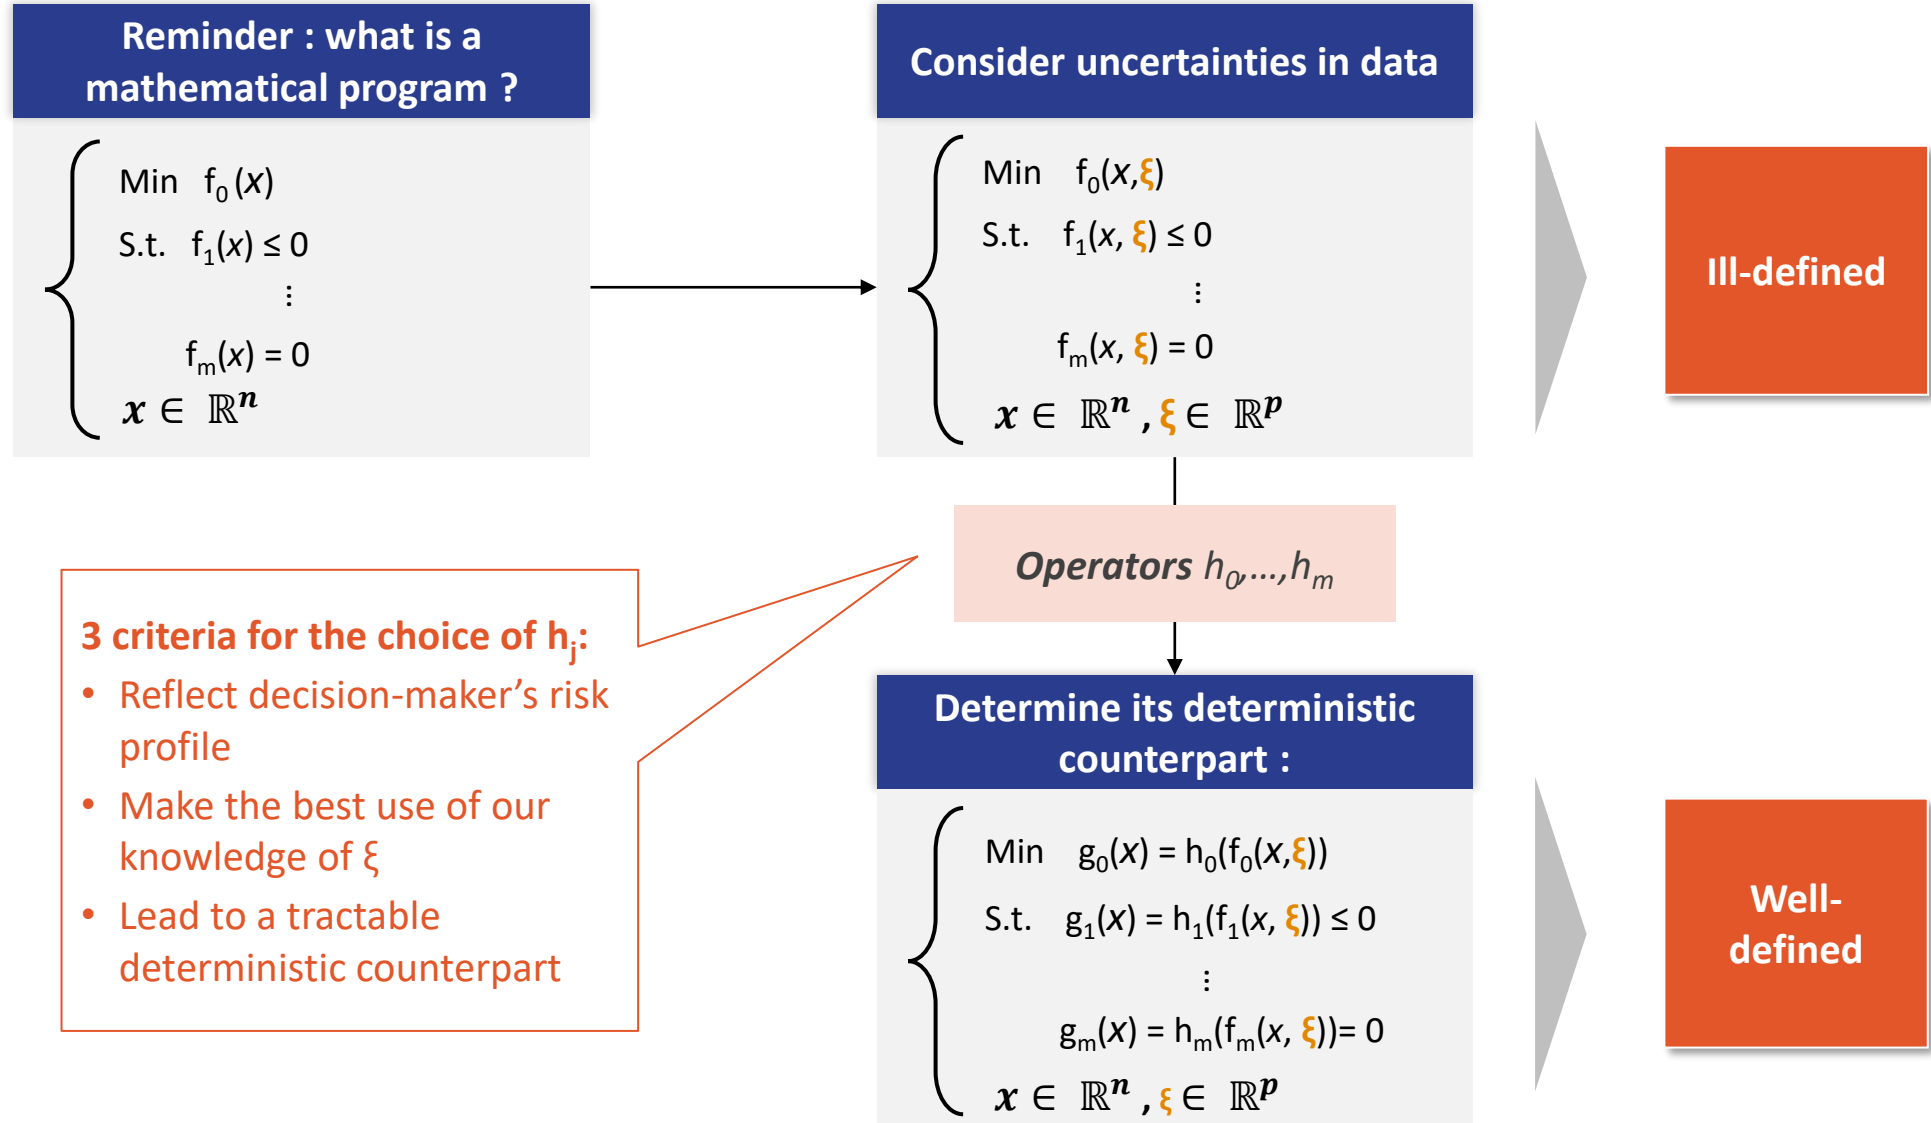 Reminder : what is a
mathematical program ?
Min f₀(x)
S.t. f₁(x) ≤ 0
⋮
fₘ(x) = 0
x ∈ ℝⁿ
Consider uncertainties in data
Min f₀(x,ξ)
S.t. f₁(x, ξ) ≤ 0
⋮
fₘ(x, ξ) = 0
x ∈ ℝⁿ , ξ ∈ ℝᵖ
Ill-defined
Operators h₀,...,hₘ
3 criteria for the choice of hⱼ:
• Reflect decision-maker's risk
profile
• Make the best use of our
knowledge of ξ
• Lead to a tractable
deterministic counterpart
Determine its deterministic
counterpart :
Min g₀(x) = h₀(f₀(x,ξ))
S.t. g₁(x) = h₁(f₁(x, ξ)) ≤ 0
⋮
gₘ(x) = hₘ(fₘ(x, ξ))= 0
x ∈ ℝⁿ , ξ ∈ ℝᵖ
Well-
defined